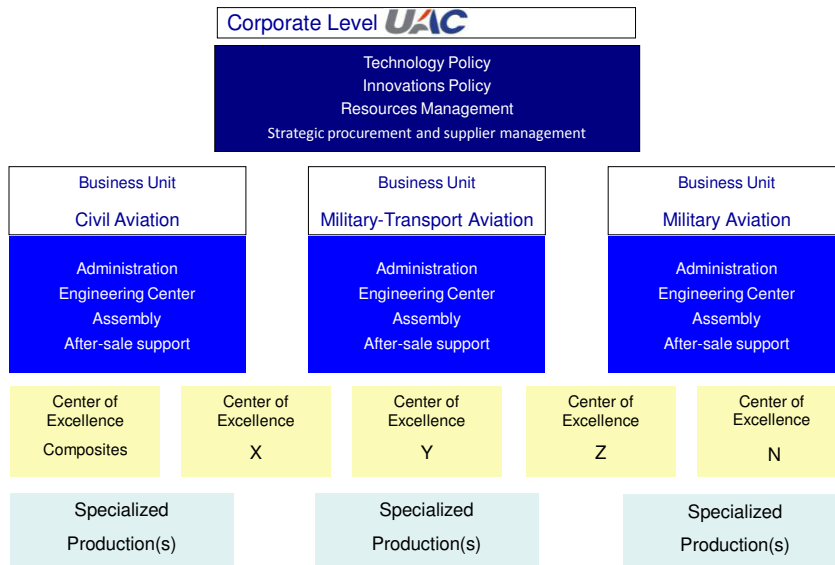 Corporate Level UAC
Technology Policy
Innovations Policy
Resources Management
Strategic procurement and supplier management
Business Unit
Civil Aviation
Administration
Engineering Center
Assembly
After-sale support
Business Unit
Military-Transport Aviation
Administration
Engineering Center
Assembly
After-sale support
Business Unit
Military Aviation
Administration
Engineering Center
Assembly
After-sale support
Center of
Excellence
Composites
Center of
Excellence
X
Center of
Excellence
Y
Center of
Excellence
Z
Center of
Excellence
N
Specialized
Production(s)
Specialized
Production(s)
Specialized
Production(s)